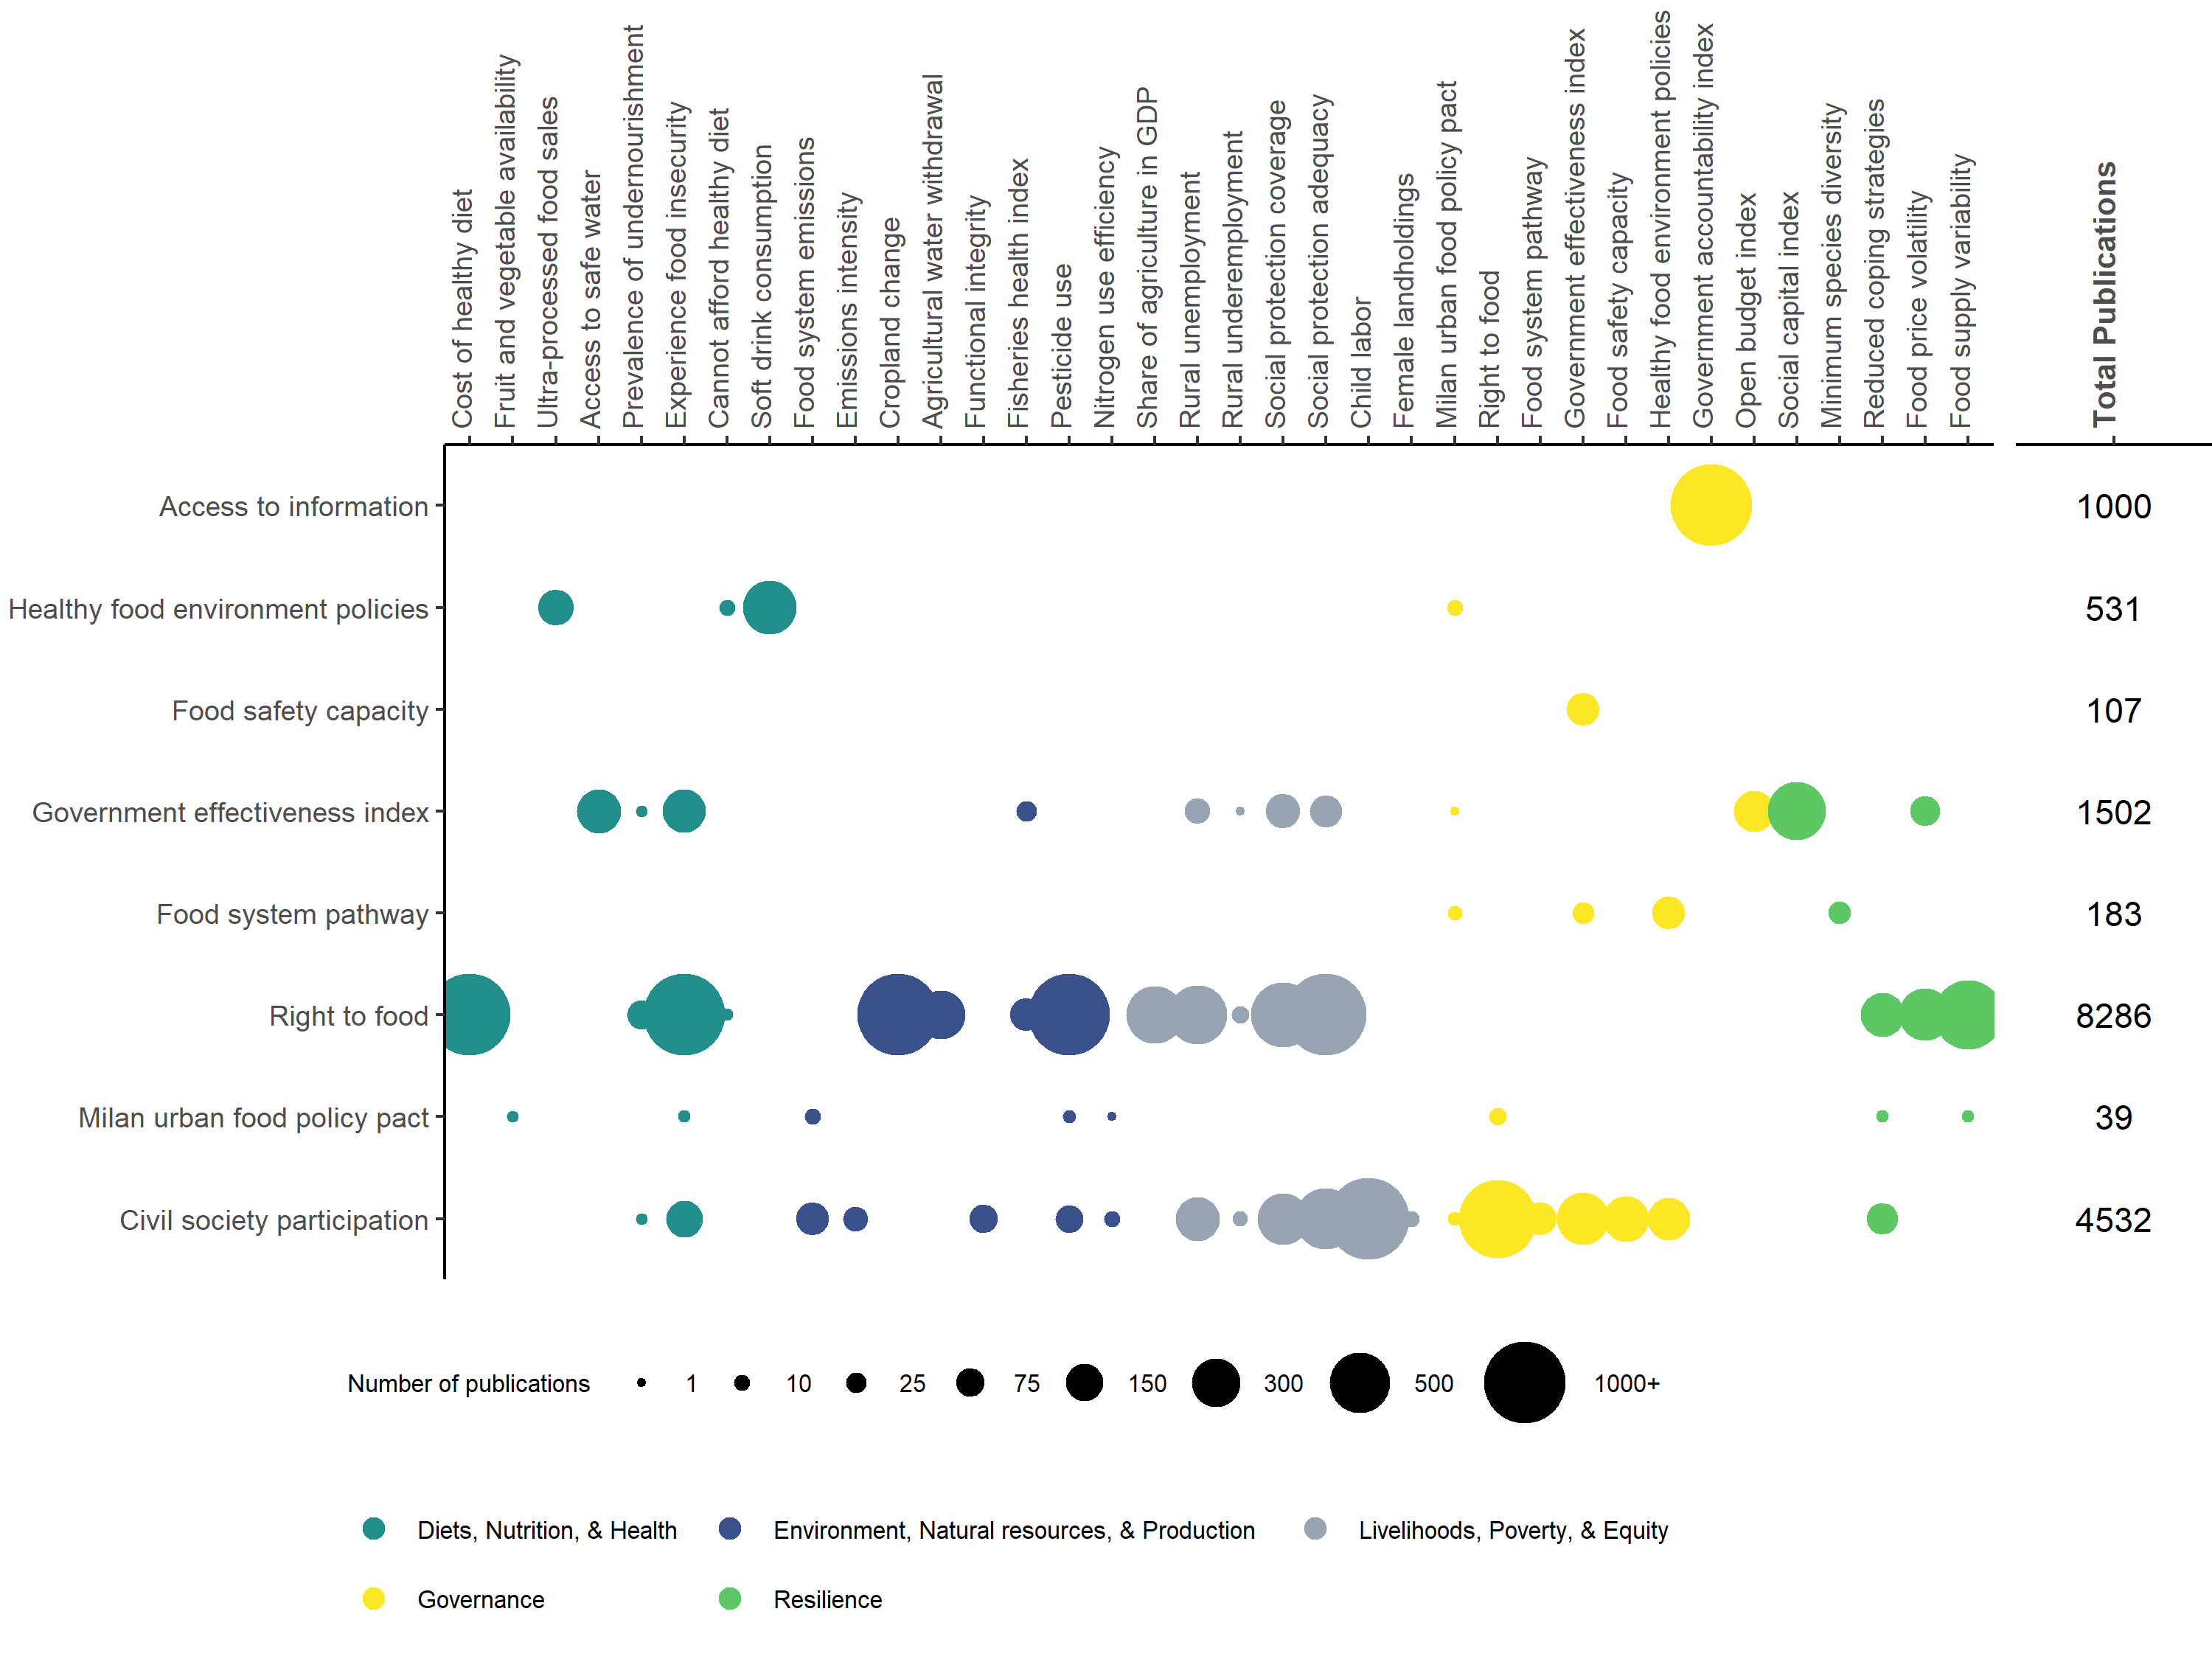 Cost of healthy diet
Fruit and vegetable availability
Ultra-processed food sales
Access to safe water
Prevalence of undernourishment
Experience food insecurity
Cannot afford healthy diet
Soft drink consumption
Food system emissions
Emissions intensity
Cropland change
Agricultural water withdrawal
Functional integrity
Fisheries health index
Pesticide use
Nitrogen use efficiency
Share of agriculture in GDP
Rural unemployment
Rural underemployment
Social protection coverage
Social protection adequacy
Child labor
Female landholdings
Milan urban food policy pact
Right to food
Food system pathway
Government effectiveness index
Food safety capacity
Healthy food environment policies
Government accountability index
Open budget index
Social capital index
Minimum species diversity
Reduced coping strategies
Food price volatility
Food supply variability
Total Publications
Access to information 1000
Healthy food environment policies 531
Food safety capacity 107
Government effectiveness index 1502
Food system pathway 183
Right to food 8286
Milan urban food policy pact 39
Civil society participation 4532
Number of publications 1 10 25 75 150 300 500 1000+
Diets, Nutrition, & Health Environment, Natural resources, & Production Livelihoods, Poverty, & Equity
Governance Resilience